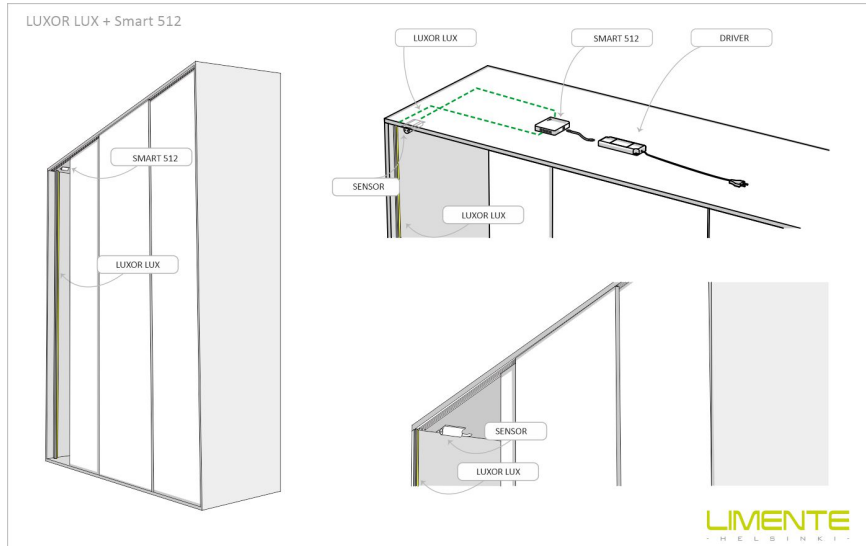 LUXOR LUX + Smart 512
SMART 512
LUXOR LUX
LUXOR LUX
SMART 512
DRIVER
SENSOR
LUXOR LUX
SENSOR
LUXOR LUX
LIMENTE
· HELSINKI ·